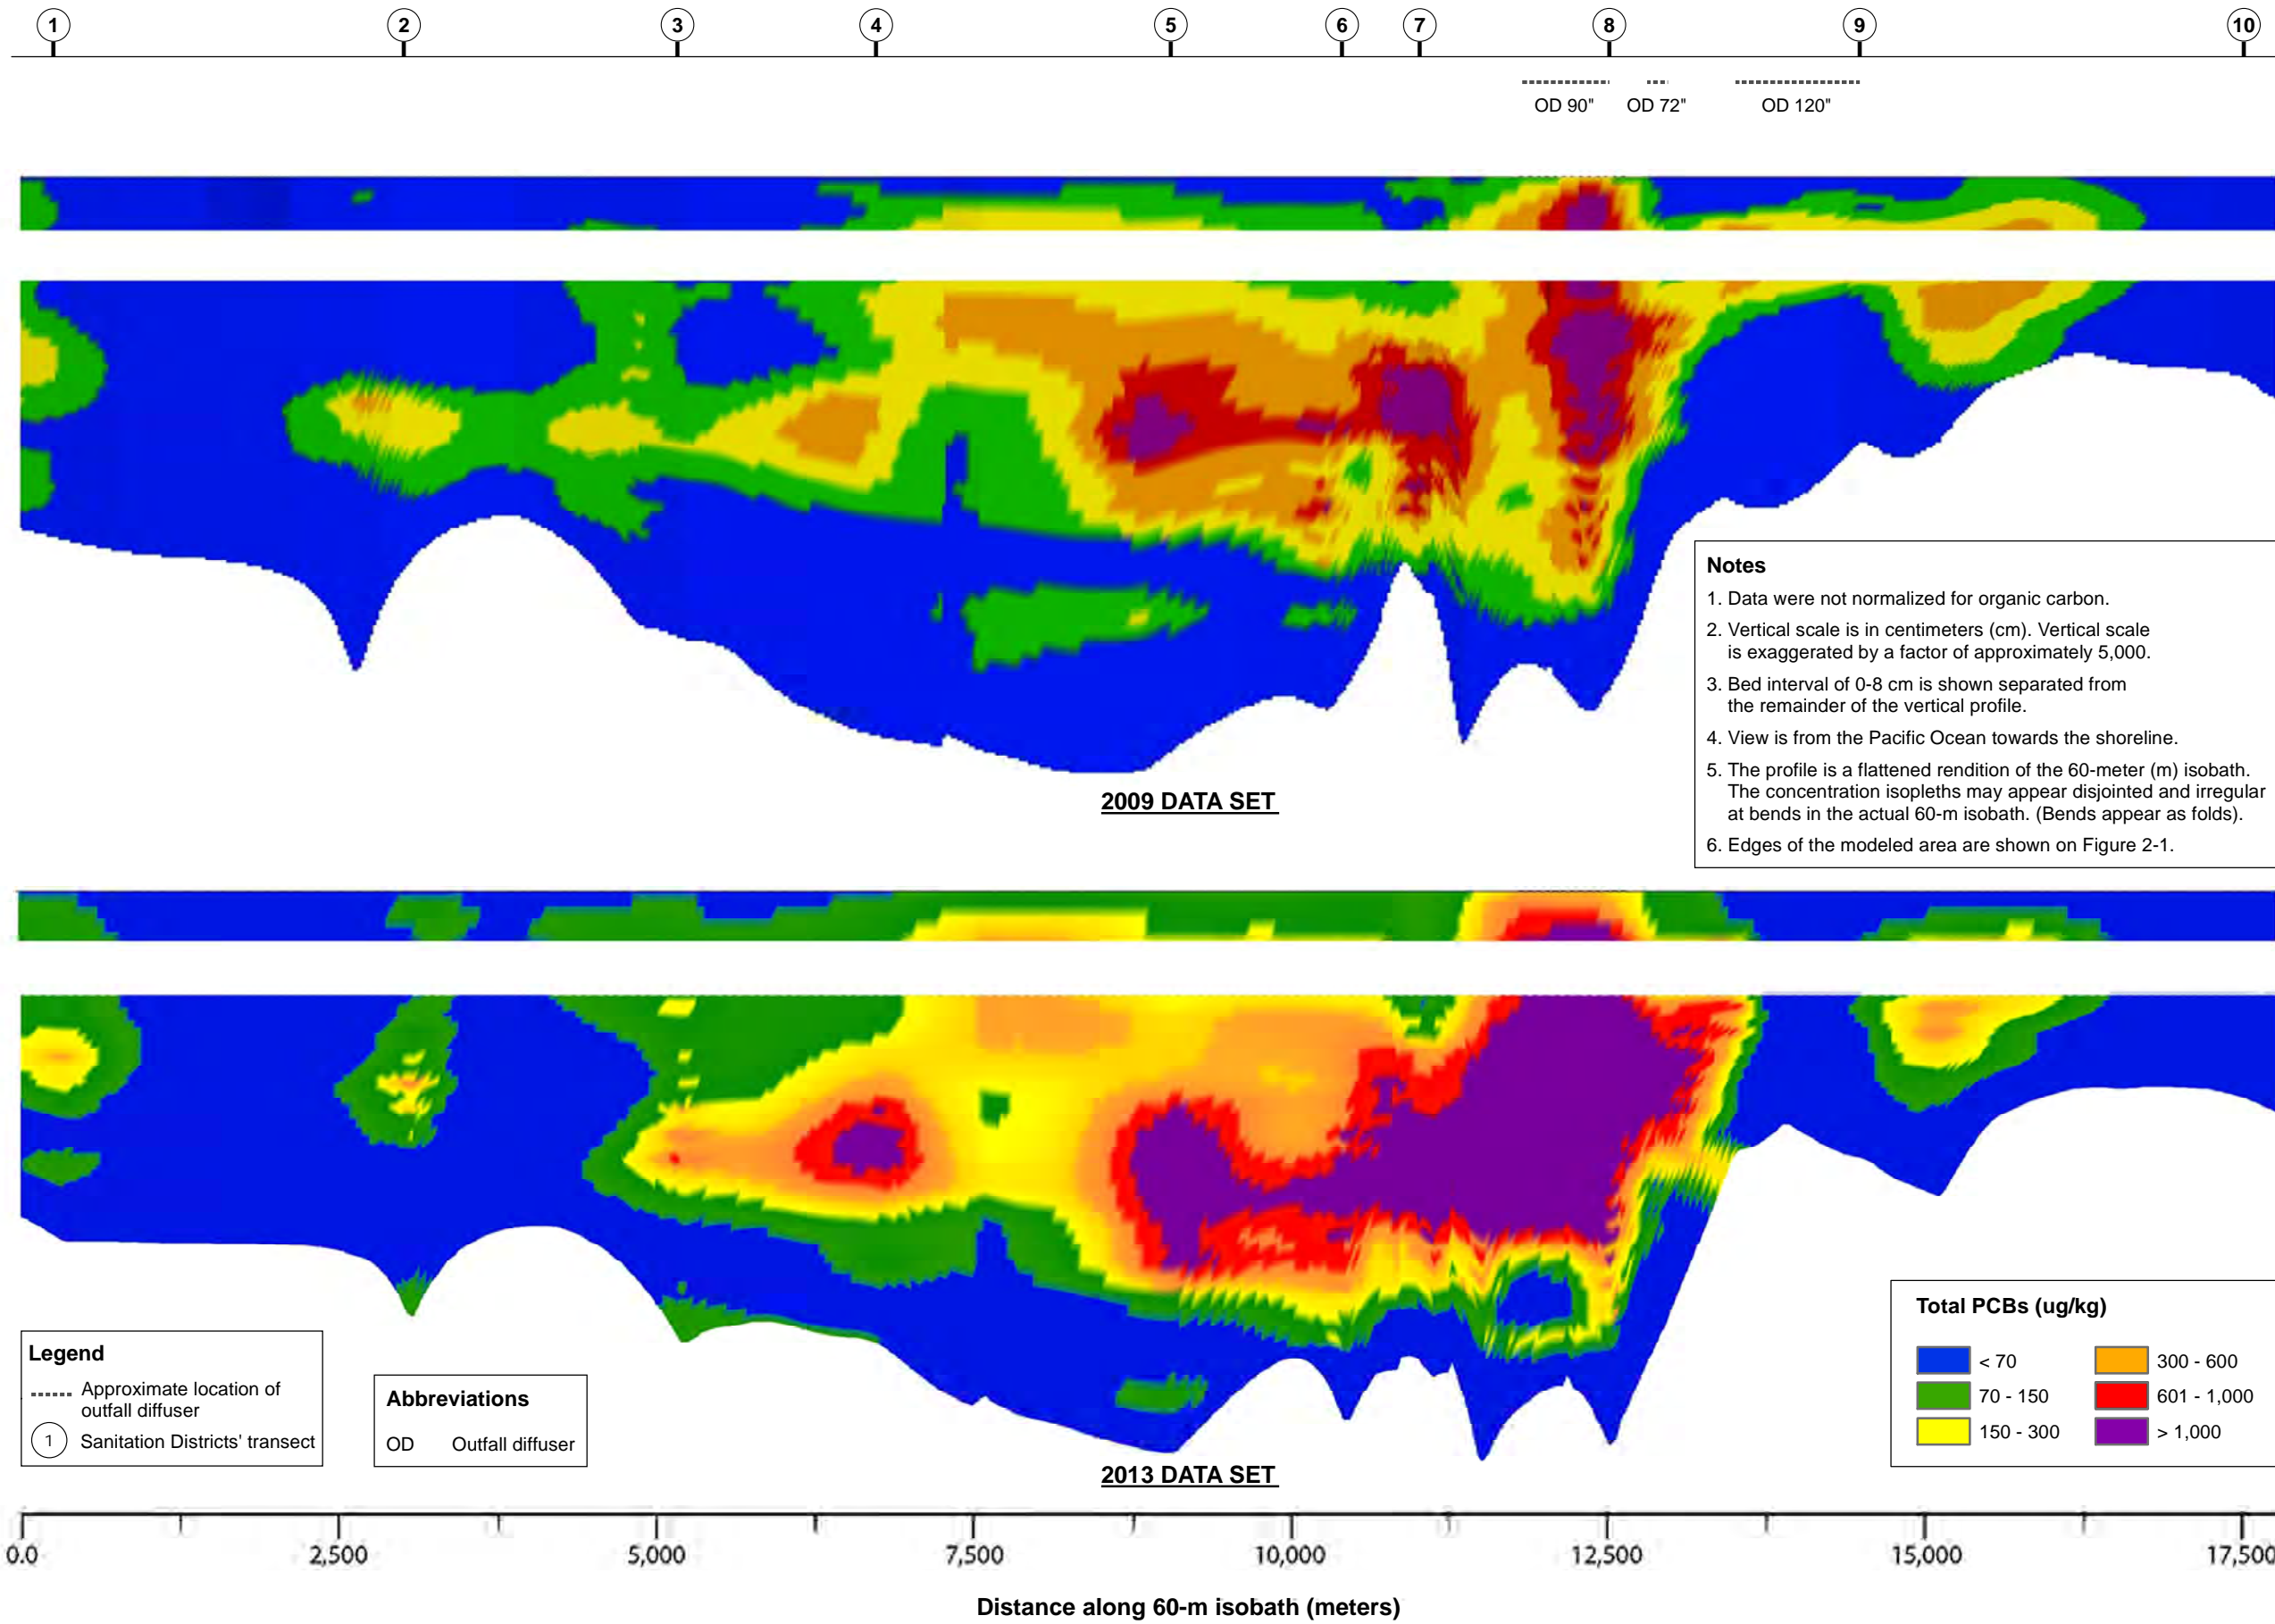 1 2 3 4 5 6 7 8 9 10
OD 90" OD 72" OD 120"
Notes
1. Data were not normalized for organic carbon.
2. Vertical scale is in centimeters (cm). Vertical scale
is exaggerated by a factor of approximately 5,000.
3. Bed interval of 0-8 cm is shown separated from
the remainder of the vertical profile.
4. View is from the Pacific Ocean towards the shoreline.
5. The profile is a flattened rendition of the 60-meter (m) isobath.
The concentration isopleths may appear disjointed and irregular
at bends in the actual 60-m isobath. (Bends appear as folds).
6. Edges of the modeled area are shown on Figure 2-1.
2009 DATA SET
Total PCBs (ug/kg)
< 70 300 - 600
70 - 150 601 - 1,000
150 - 300 > 1,000
Legend
Approximate location of
outfall diffuser
1 Sanitation Districts' transect
Abbreviations
OD Outfall diffuser
2013 DATA SET
0.0 2,500 5,000 7,500 10,000 12,500 15,000 17,500
Distance along 60-m isobath (meters)